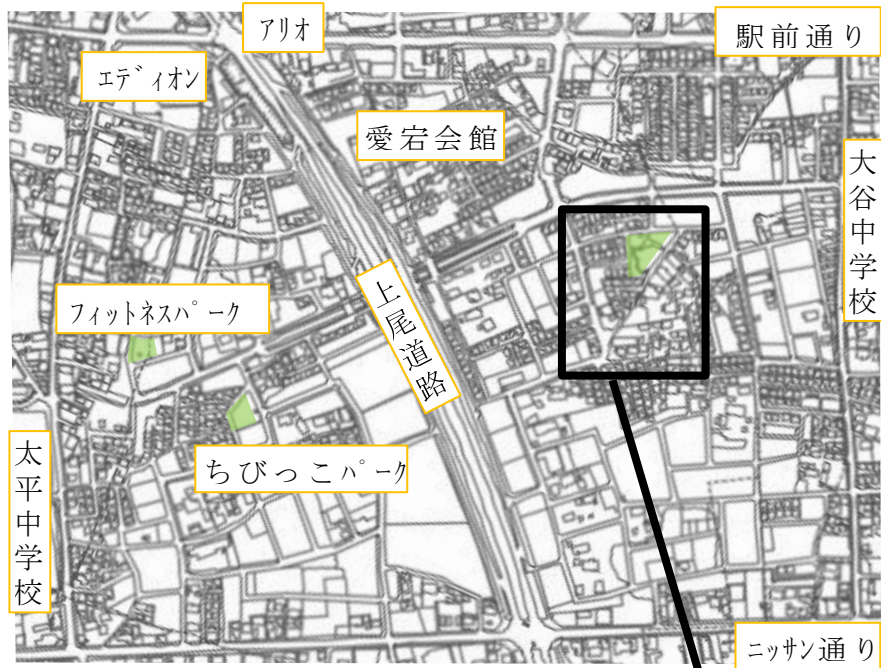 アリオ
駅前通り
エディオン
愛宕会館
大谷中学校
上尾道路
フィットネスパーク
ちびっこパーク
太平中学校
ニッサン通り